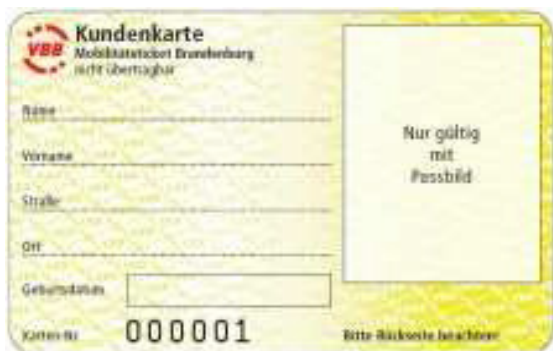 VBB
Kundenkarte
Mobilitätsticket Brandenburg
nicht übertragbar
Name
Vorname
Straße
Ort
Geburtsdatum
Karten-Nr.
000001
Nur gültig
mit
Passbild
Bitte Rückseite beachten!